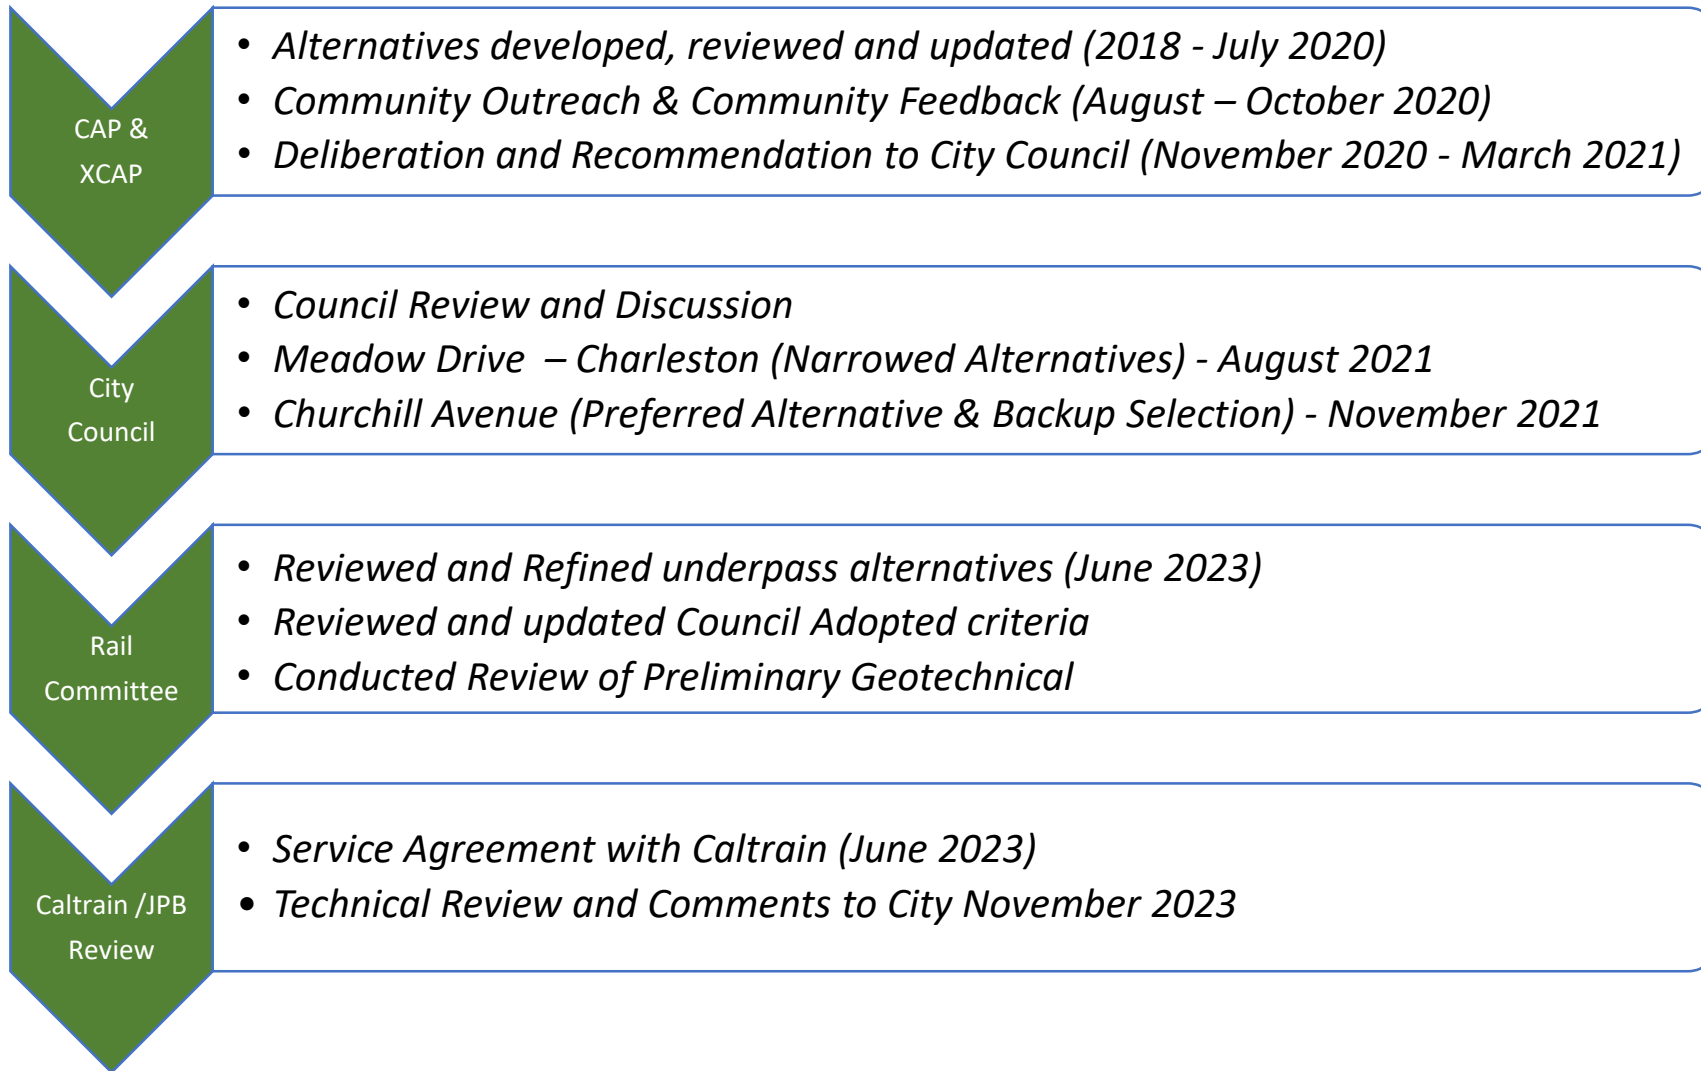 CAP &
XCAP
• Alternatives developed, reviewed and updated (2018 - July 2020)
• Community Outreach & Community Feedback (August – October 2020)
• Deliberation and Recommendation to City Council (November 2020 - March 2021)
City
Council
• Council Review and Discussion
• Meadow Drive – Charleston (Narrowed Alternatives) - August 2021
• Churchill Avenue (Preferred Alternative & Backup Selection) - November 2021
Rail
Committee
• Reviewed and Refined underpass alternatives (June 2023)
• Reviewed and updated Council Adopted criteria
• Conducted Review of Preliminary Geotechnical
Caltrain /JPB
Review
• Service Agreement with Caltrain (June 2023)
• Technical Review and Comments to City November 2023